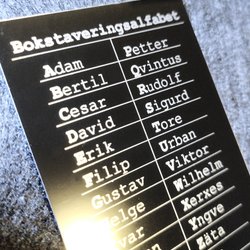 Bokstaveringsalfabet
Adam Petter
Bertil Qvintus
Cesar Rudolf
David Sigurd
Erik Tore
Filip Urban
Gustav Viktor
Wilhelm
Xerxes
Yngve
Zäta